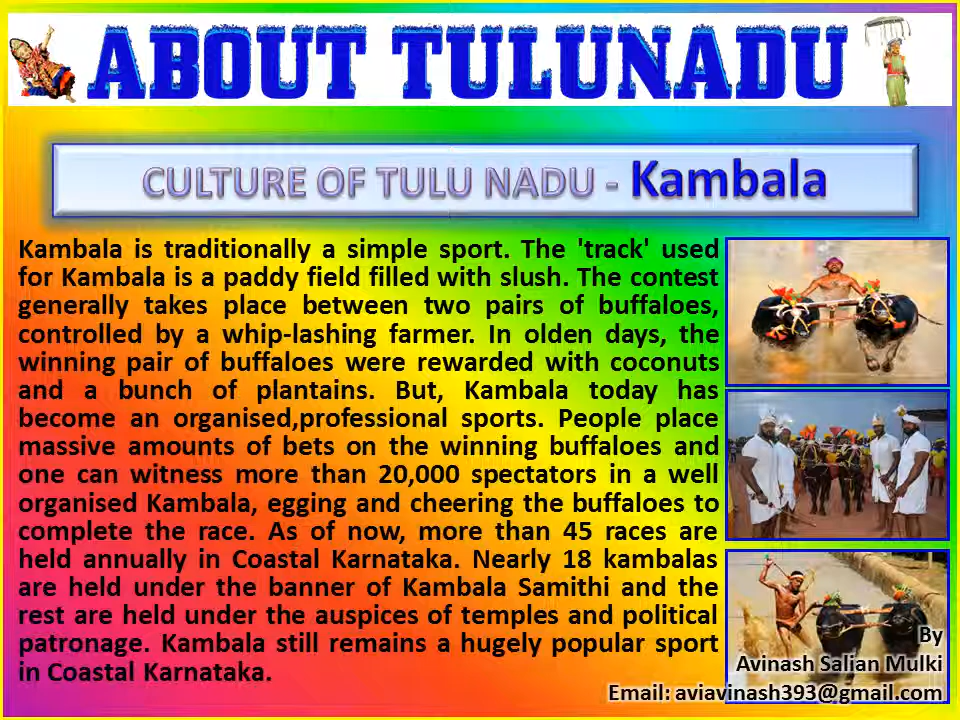 ABOUT TULUNADU
CULTURE OF TULU NADU - Kambala
Kambala is traditionally a simple sport. The 'track' used
for Kambala is a paddy field filled with slush. The contest
generally takes place between two pairs of buffaloes,
controlled by a whip-lashing farmer. In olden days, the
winning pair of buffaloes were rewarded with coconuts
and a bunch of plantains. But, Kambala today has
become an organised,professional sports. People place
massive amounts of bets on the winning buffaloes and
one can witness more than 20,000 spectators in a well
organised Kambala, egging and cheering the buffaloes to
complete the race. As of now, more than 45 races are
held annually in Coastal Karnataka. Nearly 18 kambalas
are held under the banner of Kambala Samithi and the
rest are held under the auspices of temples and political
patronage. Kambala still remains a hugely popular sport
in Coastal Karnataka.
By
Avinash Salian Mulki
Email: aviavinash393@gmail.com